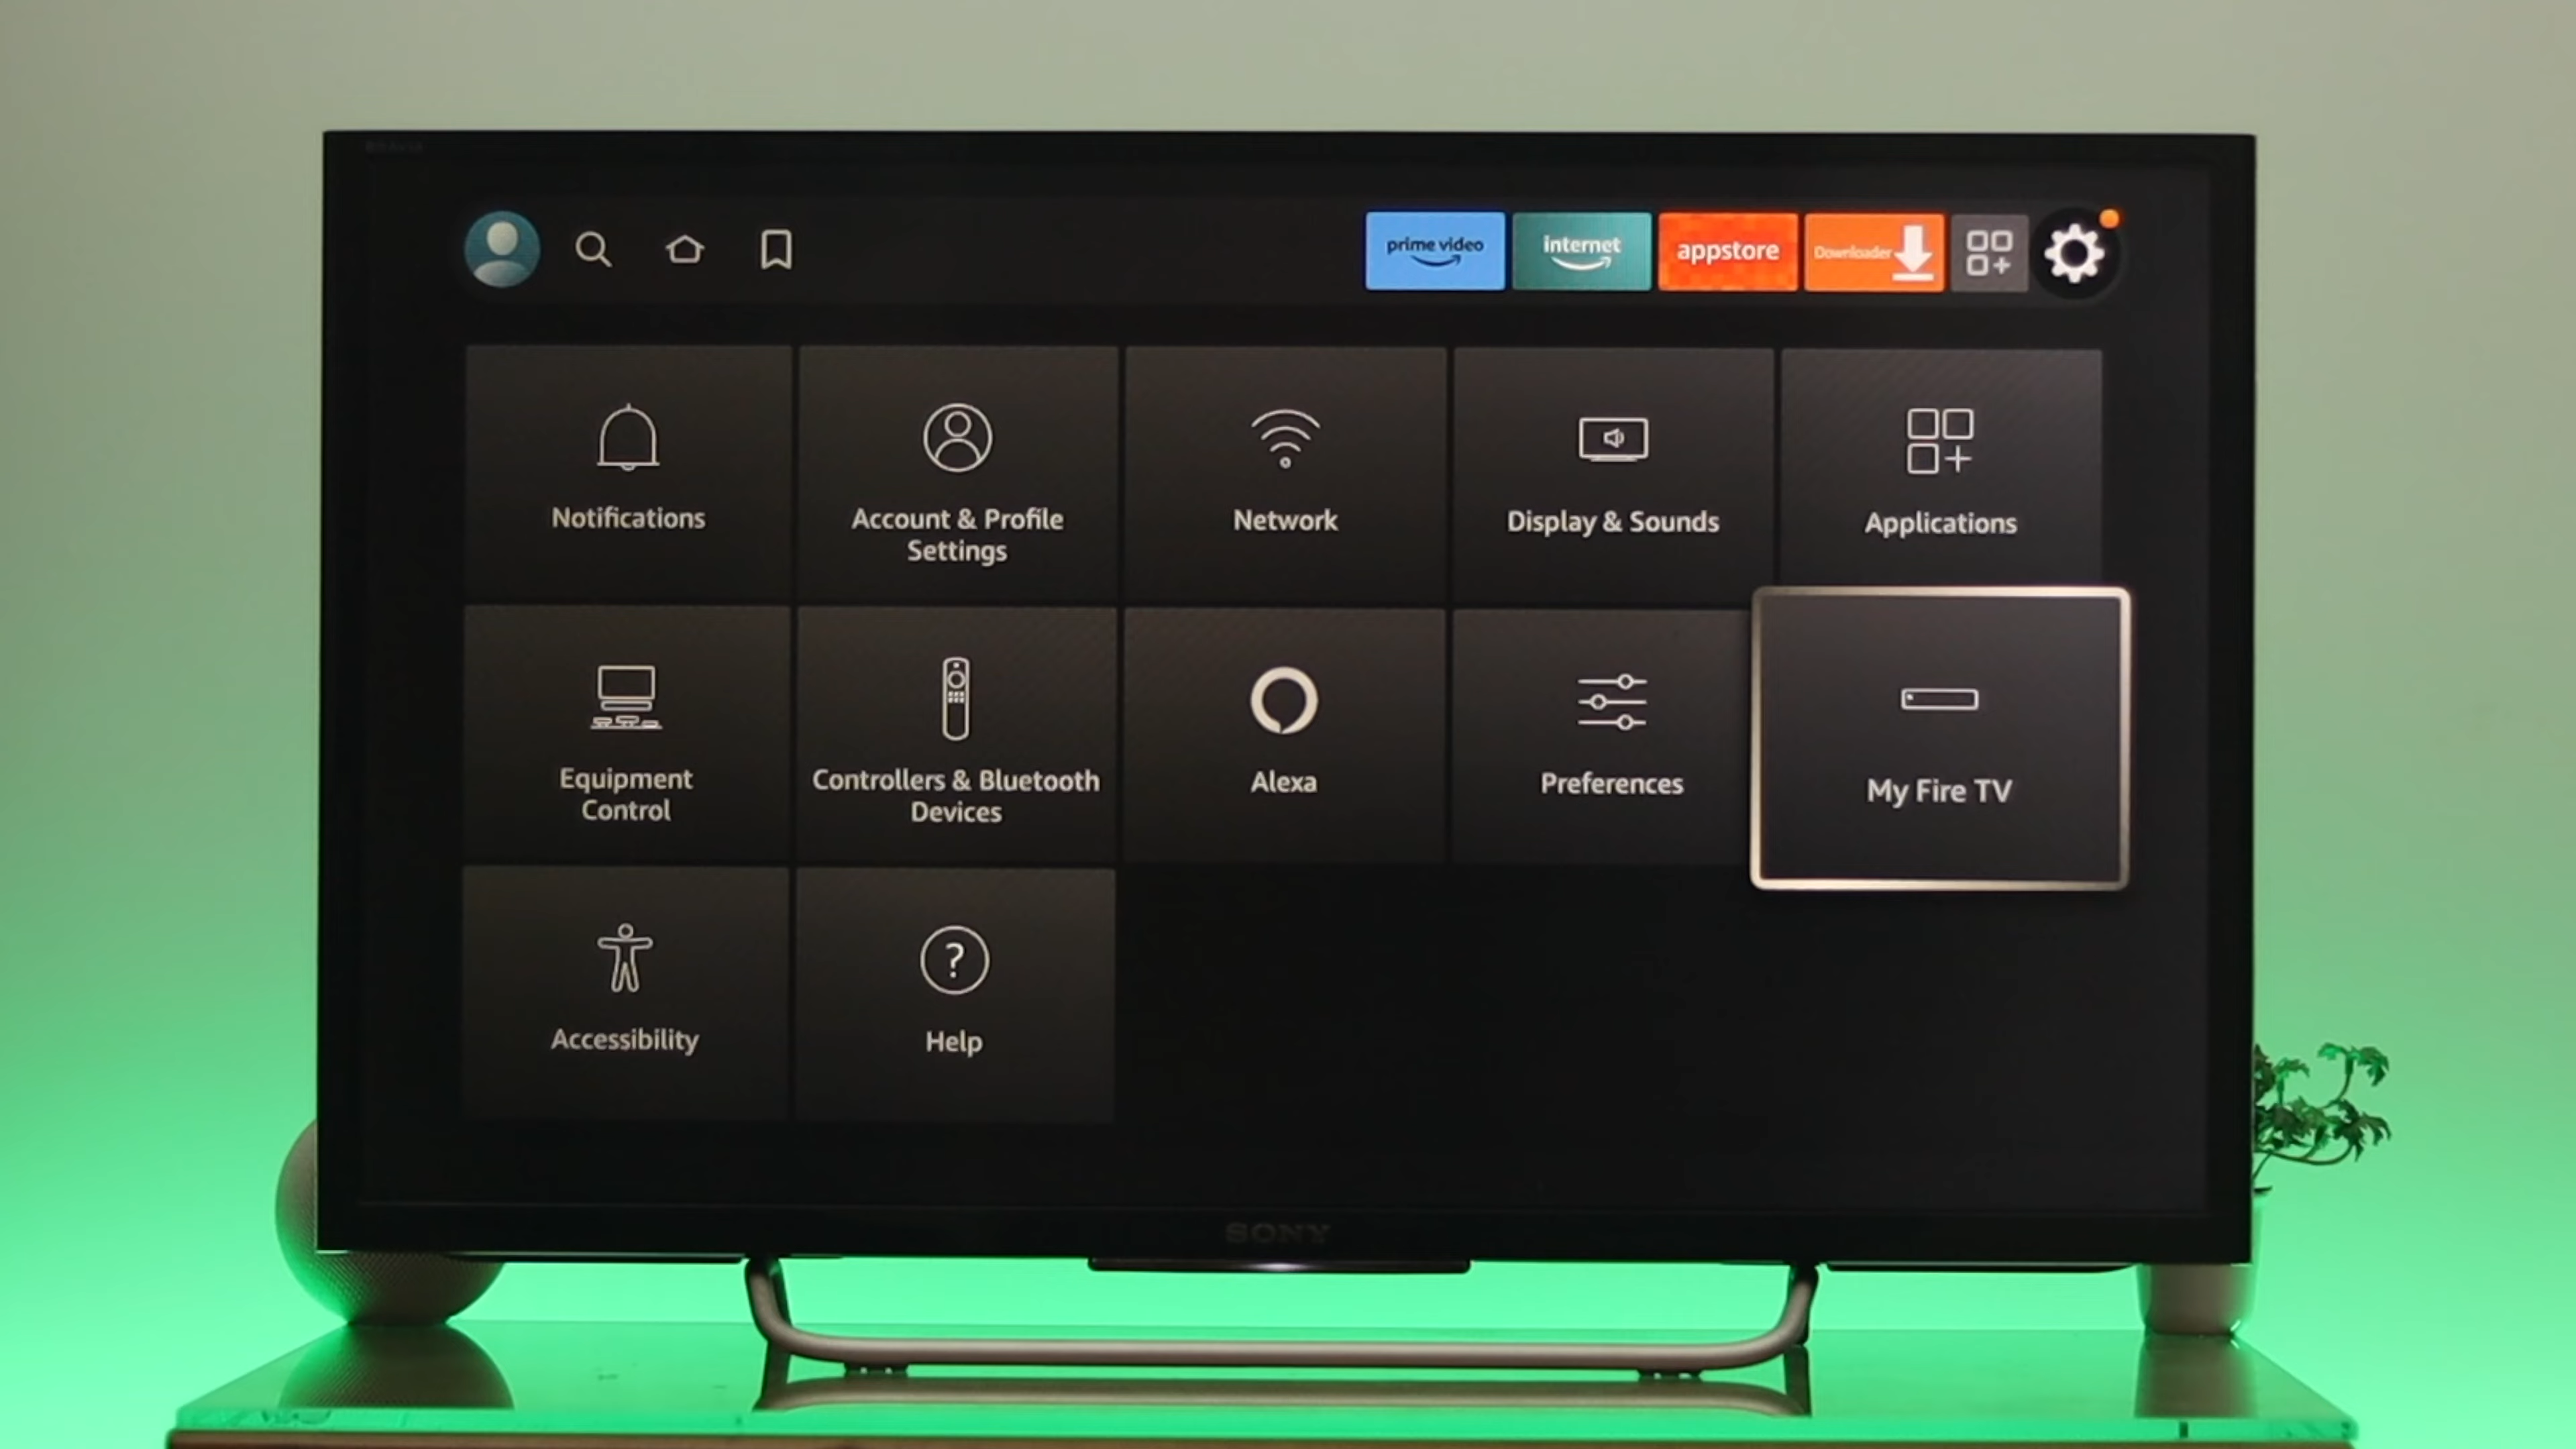 prime video
internet
appstore
Downloader
Notifications
Account & Profile
Settings
Network
Display & Sounds
Applications
Equipment
Control
Controllers & Bluetooth
Devices
Alexa
Preferences
My Fire TV
Accessibility
?
Help
SONY